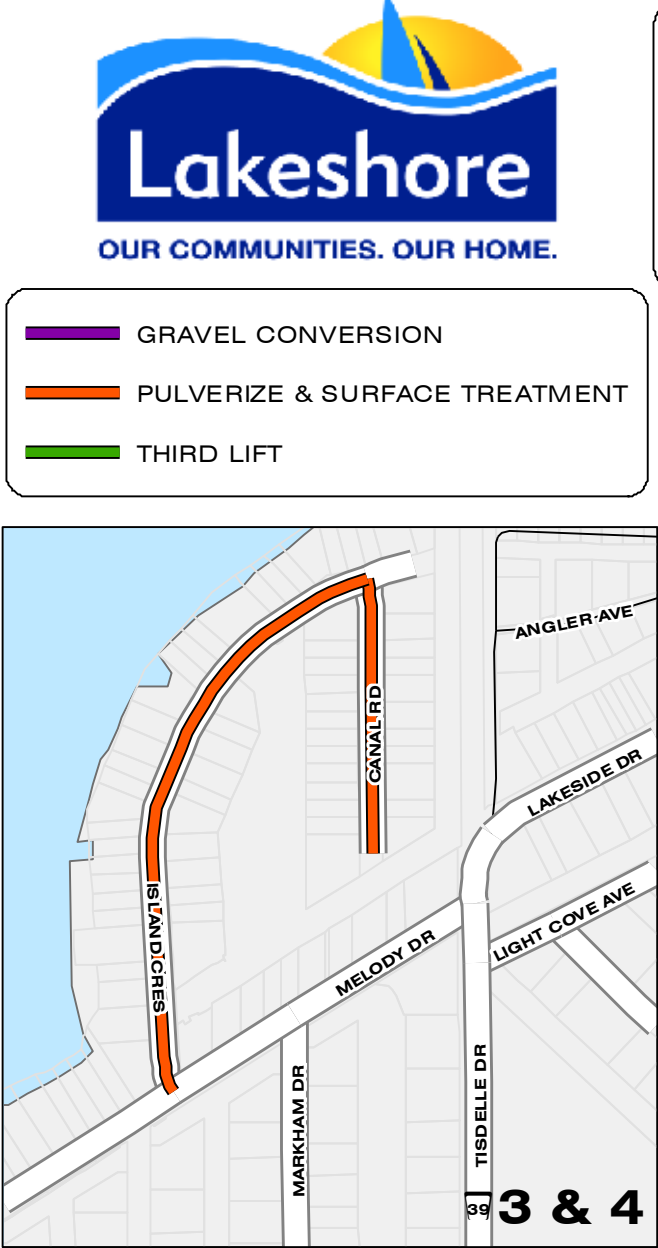 Lakeshore
OUR COMMUNITIES. OUR HOME.
GRAVEL CONVERSION
PULVERIZE & SURFACE TREATMENT
THIRD LIFT
ANGLER AVE
CANAL RD
LAKESIDE DR
ISLAND CRES
MELODY DR
LIGHT COVE AVE
MARKHAM DR
TISDELLE DR
39
3 & 4